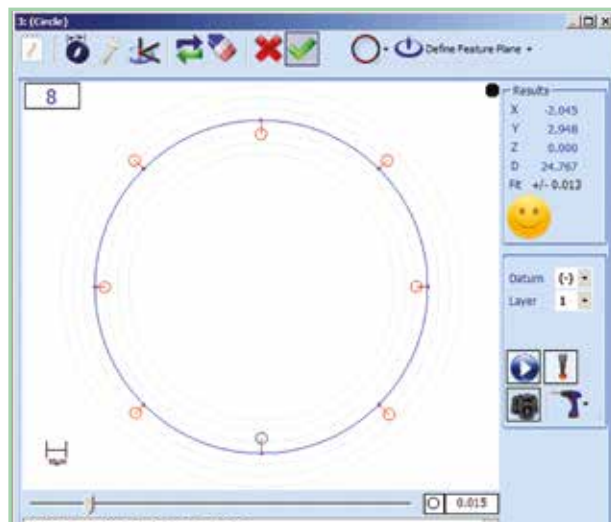 3: (Circle)
Define Feature Plane
8
Results
X -2.045
Y 2.948
Z 0.000
D 24.767
Fit +/- 0.013
Datum (-)
Layer 1
0.015